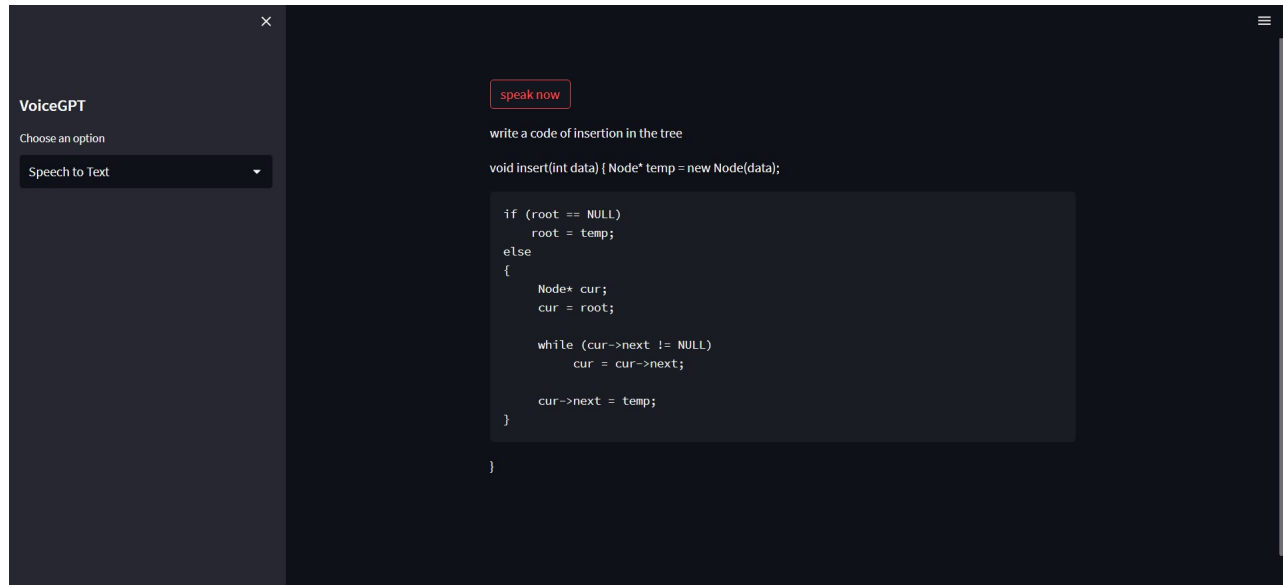 VoiceGPT
Choose an option
Speech to Text
speak now
write a code of insertion in the tree
void insert(int data) { Node* temp = new Node(data);
if (root == NULL)
    root = temp;
else
{
     Node* cur;
     cur = root;

     while (cur->next != NULL)
          cur = cur->next;

     cur->next = temp;
}
}